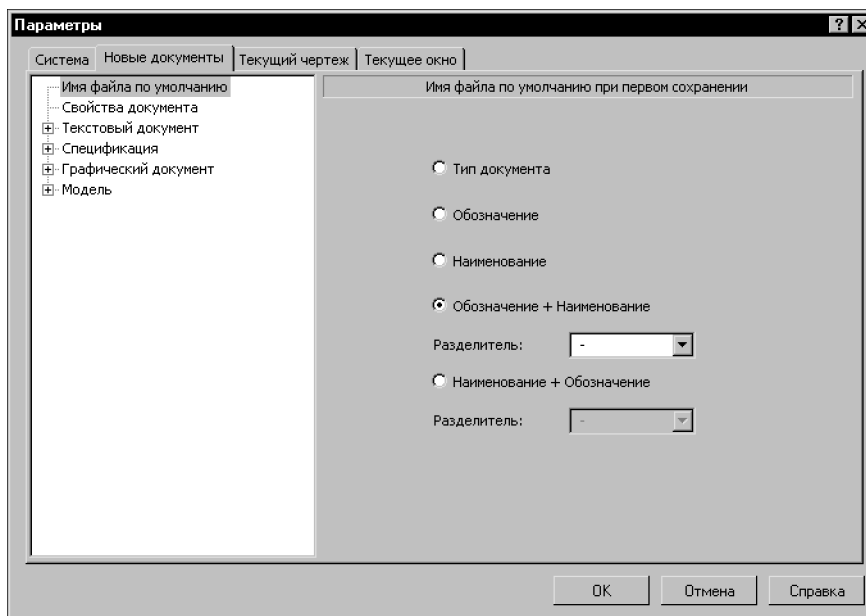 Параметры
Система Новые документы Текущий чертеж Текущее окно
Имя файла по умолчанию
Свойства документа
Текстовый документ
Спецификация
Графический документ
Модель
Имя файла по умолчанию при первом сохранении
Тип документа
Обозначение
Наименование
Обозначение + Наименование
Разделитель: -
Наименование + Обозначение
Разделитель: -
OK Отмена Справка